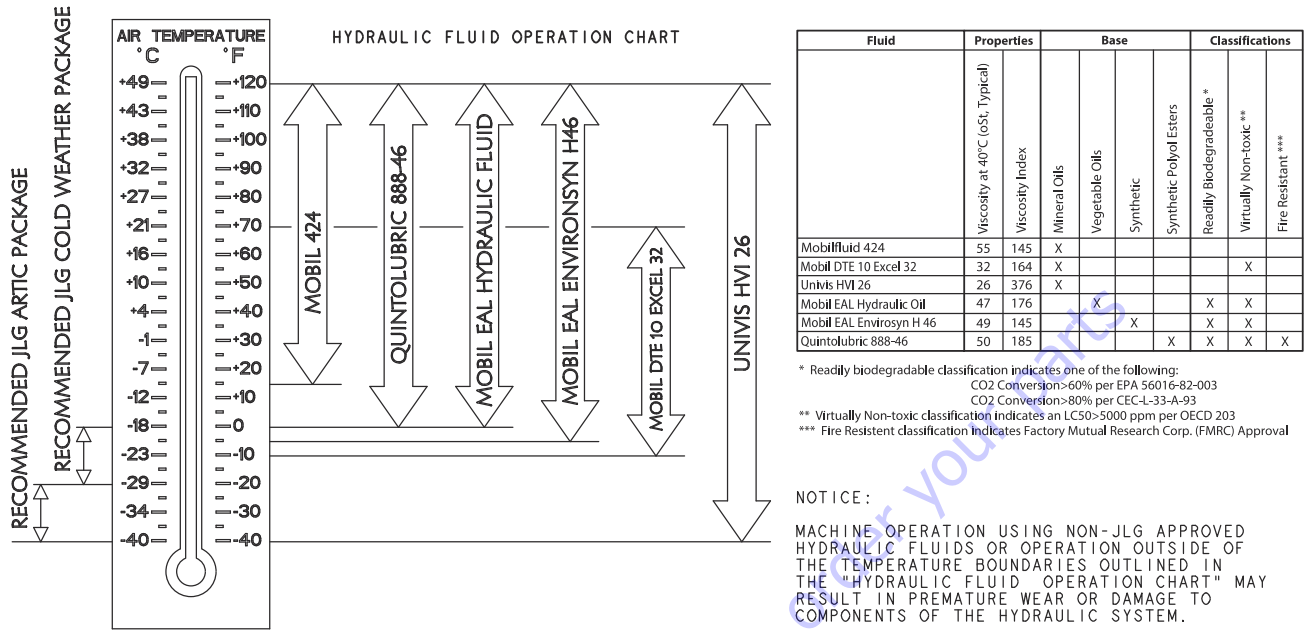 RECOMMENDED JLG ARTIC PACKAGE
RECOMMENDED JLG COLD WEATHER PACKAGE
AIR TEMPERATURE
°C °F
+49 +120
+43 +110
+38 +100
+32 +90
+27 +80
+21 +70
+16 +60
+10 +50
+4 +40
-1 +30
-7 +20
-12 +10
-18 0
-23 -10
-29 -20
-34 -30
-40 -40
HYDRAULIC FLUID OPERATION CHART
MOBIL 424
QUINTOLUBRIC 888-46
MOBIL EAL HYDRAULIC FLUID
MOBIL EAL ENVIRONSYN H46
MOBIL DTE 10 EXCEL 32
UNIVIS HVI 26
Fluid Properties Base Classifications
Viscosity at 40°C (oSt, Typical)
Viscosity Index
Mineral Oils
Vegetable Oils
Synthetic
Synthetic Polyol Esters
Readily Biodegradeable *
Virtually Non-toxic **
Fire Resistant ***
Mobilfluid 424 55 145 X
Mobil DTE 10 Excel 32 32 164 X X
Univis HVI 26 26 376 X
Mobil EAL Hydraulic Oil 47 176 X X X
Mobil EAL Envirosyn H 46 49 145 X X X
Quintolubric 888-46 50 185 X X X X
* Readily biodegradable classification indicates one of the following:
CO2 Conversion>60% per EPA 56016-82-003
CO2 Conversion>80% per CEC-L-33-A-93
** Virtually Non-toxic classification indicates an LC50>5000 ppm per OECD 203
*** Fire Resistent classification indicates Factory Mutual Research Corp. (FMRC) Approval
NOTICE:
MACHINE OPERATION USING NON-JLG APPROVED
HYDRAULIC FLUIDS OR OPERATION OUTSIDE OF
THE TEMPERATURE BOUNDARIES OUTLINED IN
THE "HYDRAULIC FLUID OPERATION CHART" MAY
RESULT IN PREMATURE WEAR OR DAMAGE TO
COMPONENTS OF THE HYDRAULIC SYSTEM.
order your parts